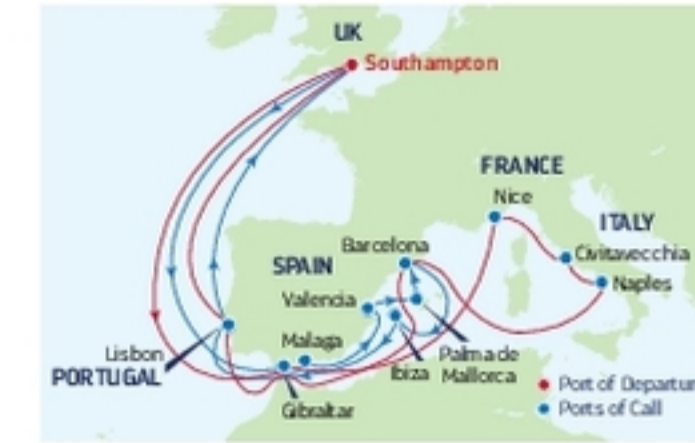 UK
Southampton
FRANCE
Nice
ITALY
Barcelona
Civitavecchia
SPAIN
Naples
Valencia
Malaga
Lisbon
PORTUGAL
Ibiza
Palma de
Mallorca
Gibraltar
Port of Departur
Ports of Call